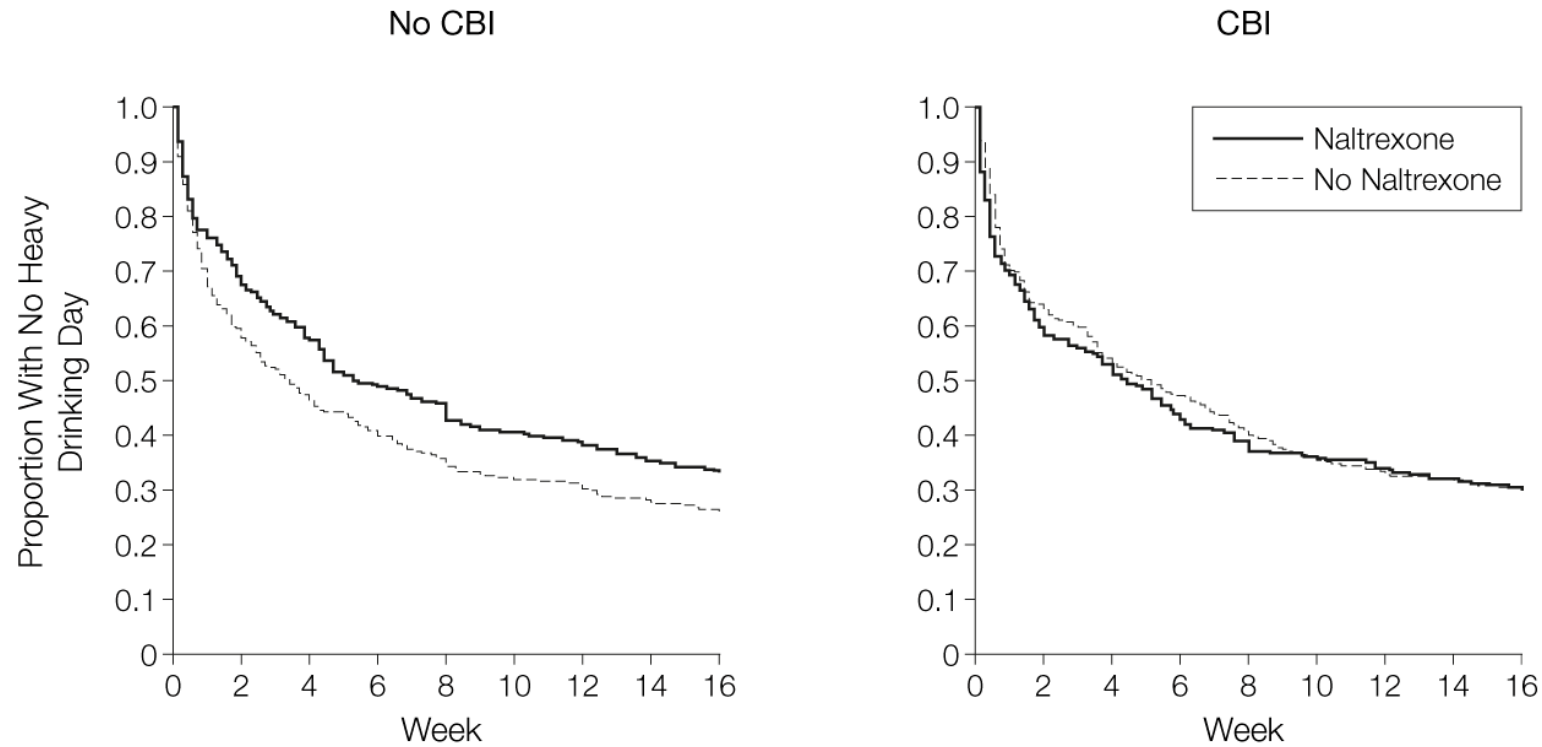 No CBI
CBI
Proportion With No Heavy
Drinking Day
1.0
0.9
0.8
0.7
0.6
0.5
0.4
0.3
0.2
0.1
0
0 2 4 6 8 10 12 14 16
Week
1.0
0.9
0.8
0.7
0.6
0.5
0.4
0.3
0.2
0.1
0
0 2 4 6 8 10 12 14 16
Week
Naltrexone
No Naltrexone